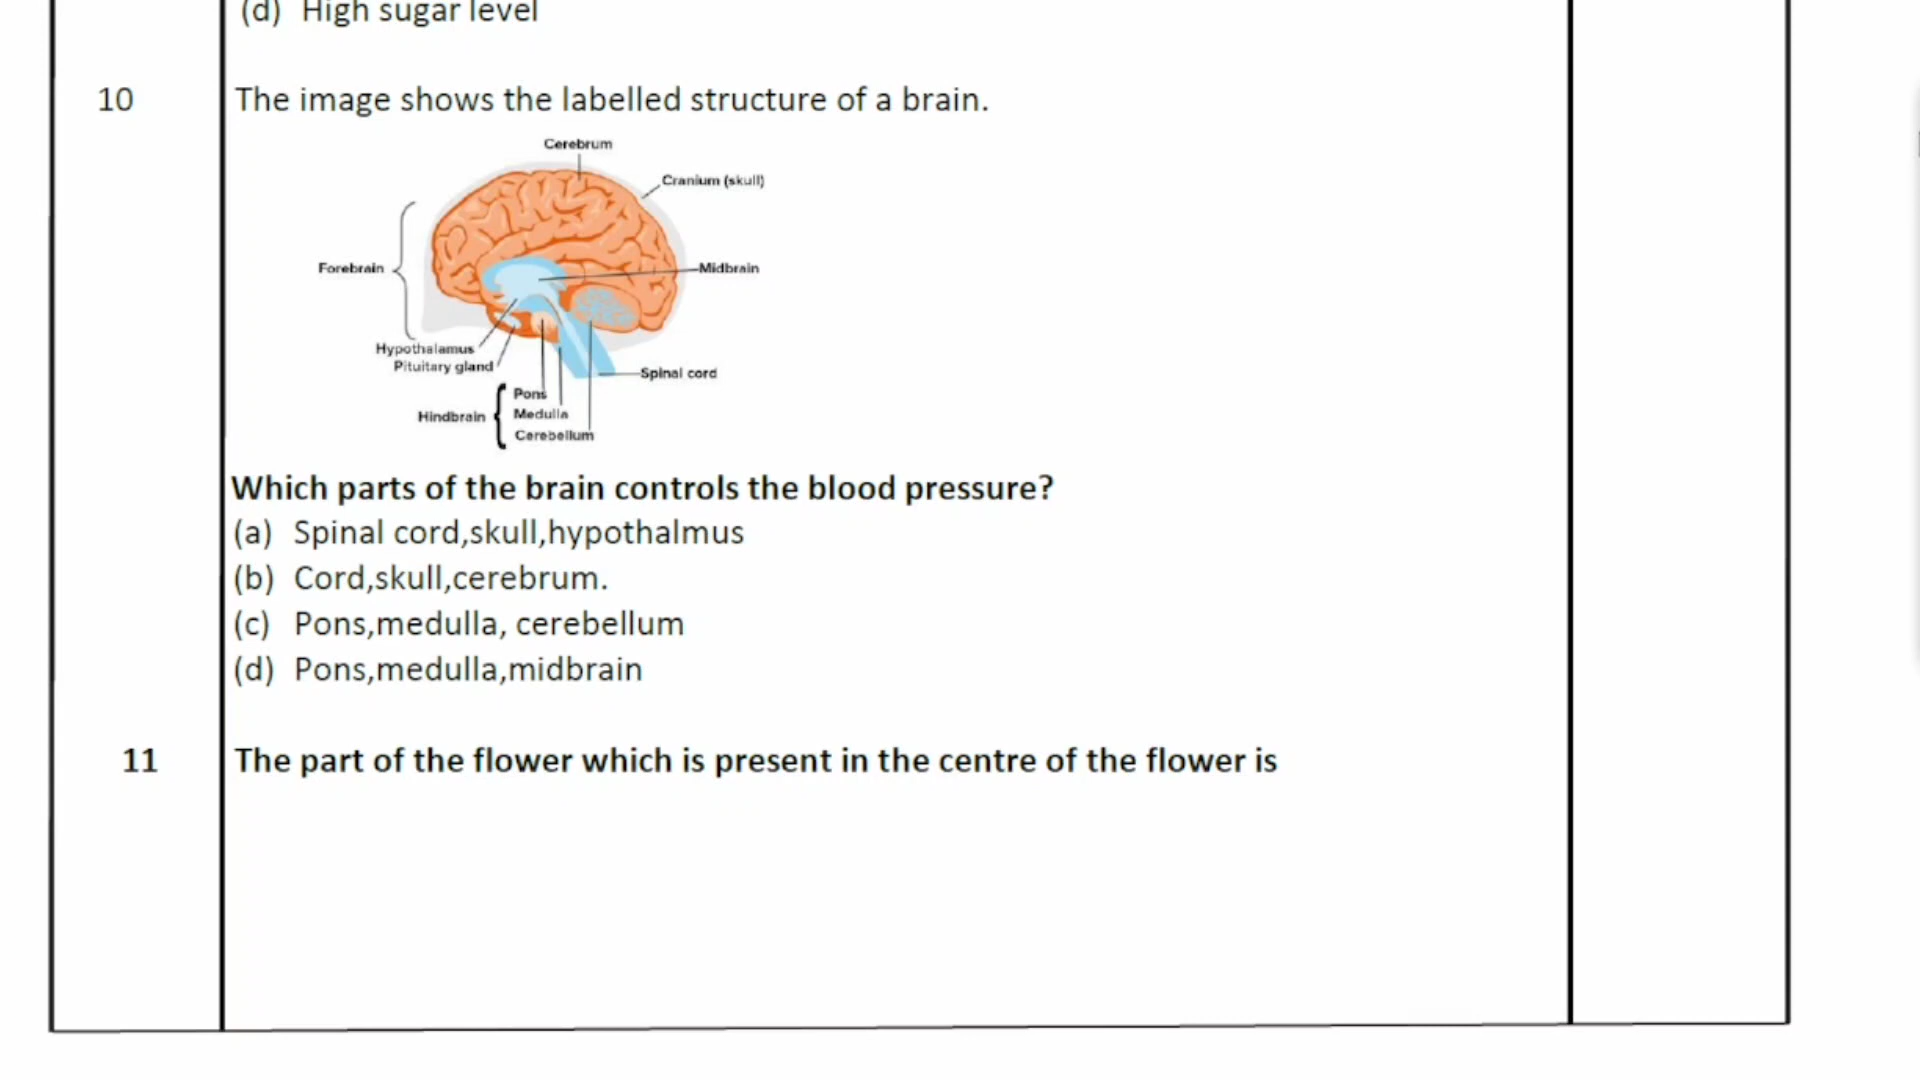 (d) High sugar level
10 The image shows the labelled structure of a brain.
Cerebrum
Cranium (skull)
Forebrain
Midbrain
Hypothalamus
Pituitary gland
Spinal cord
Pons
Hindbrain
Medulla
Cerebellum
Which parts of the brain controls the blood pressure?
(a) Spinal cord,skull,hypothalmus
(b) Cord,skull,cerebrum.
(c) Pons,medulla, cerebellum
(d) Pons,medulla,midbrain
11 The part of the flower which is present in the centre of the flower is